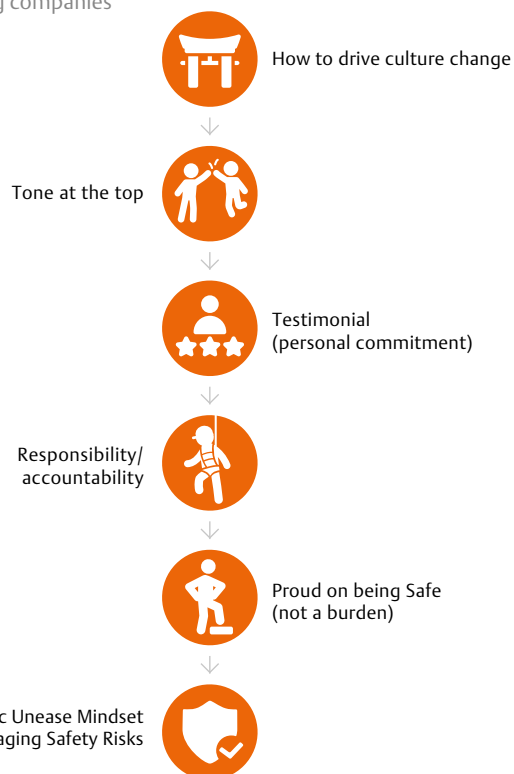 companies
How to drive culture change
Tone at the top
Testimonial
(personal commitment)
Responsibility/
accountability
Proud on being Safe
(not a burden)
Unease Mindset
Safety Risks